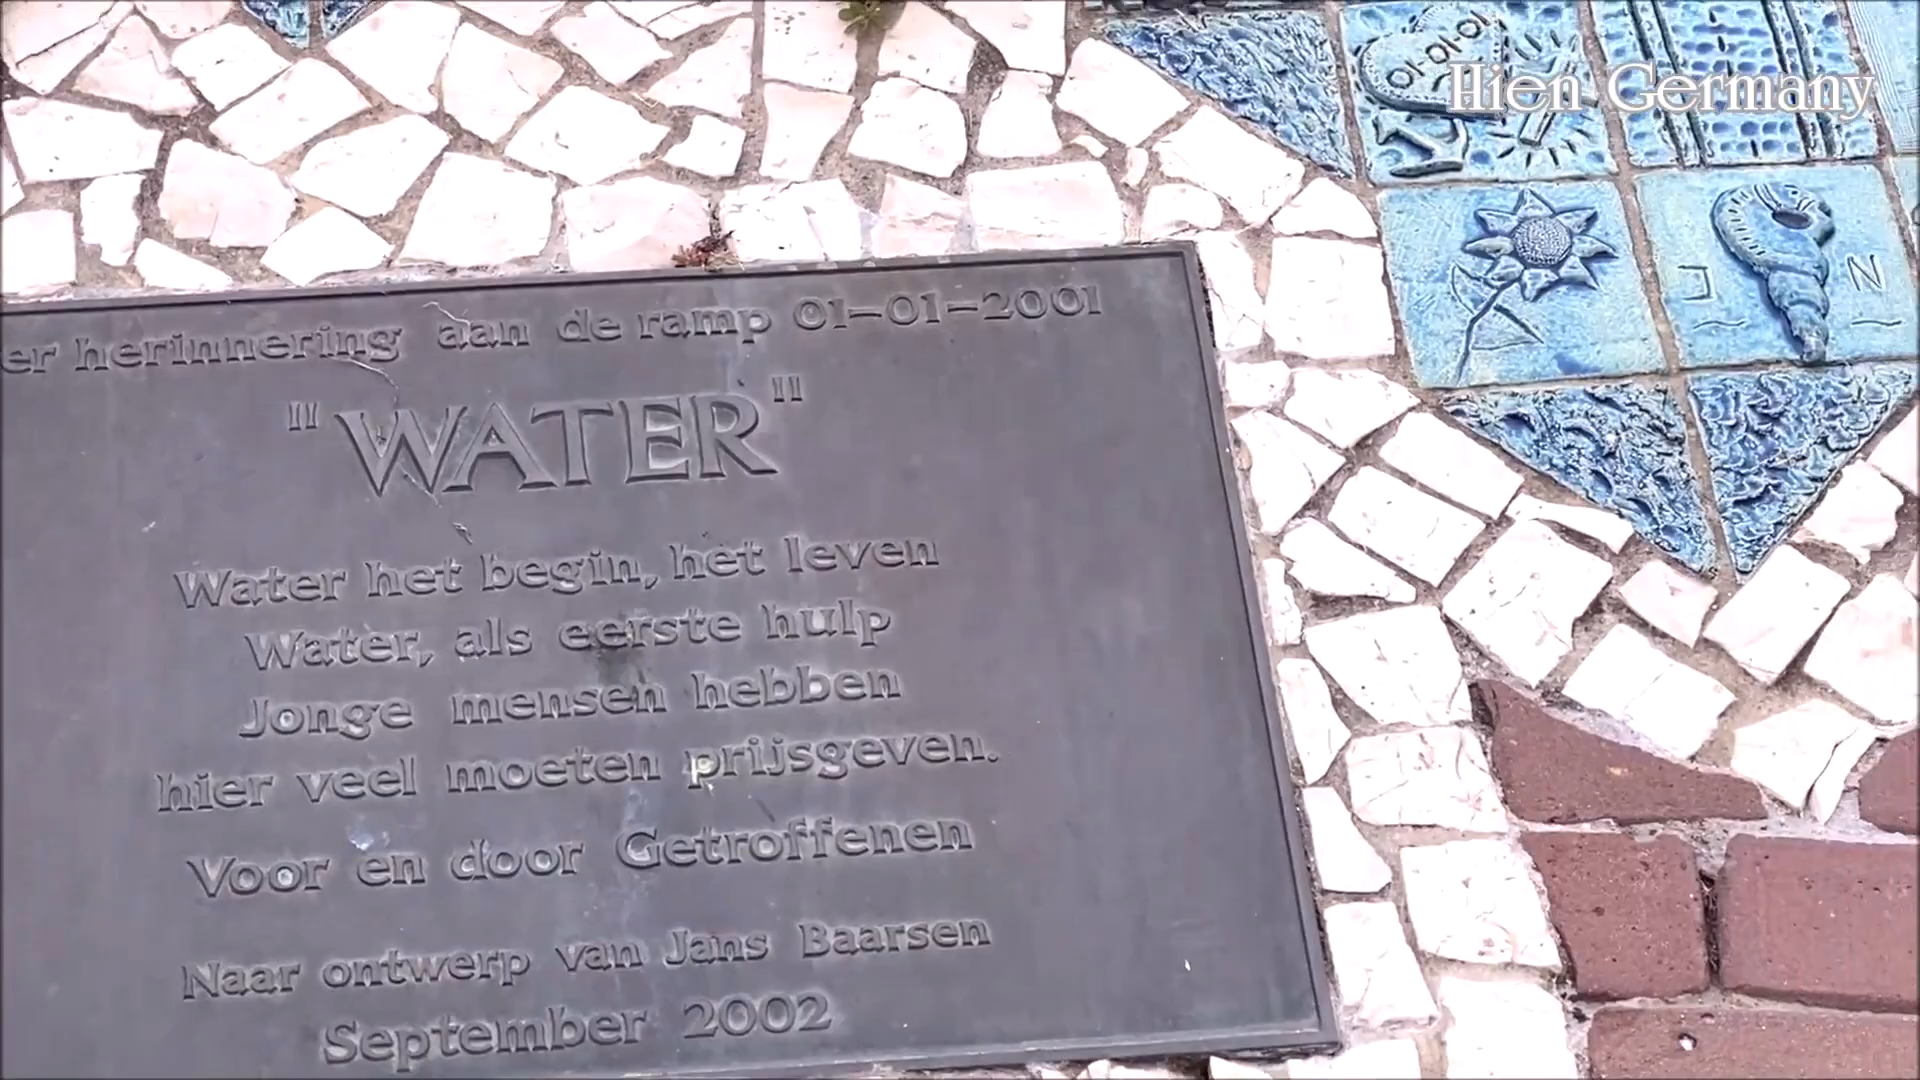 Hien Germany
01-01-01
J N
er herinnering aan de ramp 01-01-2001
"WATER"
Water het begin, het leven
Water, als eerste hulp
Jonge mensen hebben
hier veel moeten prijsgeven.
Voor en door Getroffenen
Naar ontwerp van Jans Baarsen
September 2002